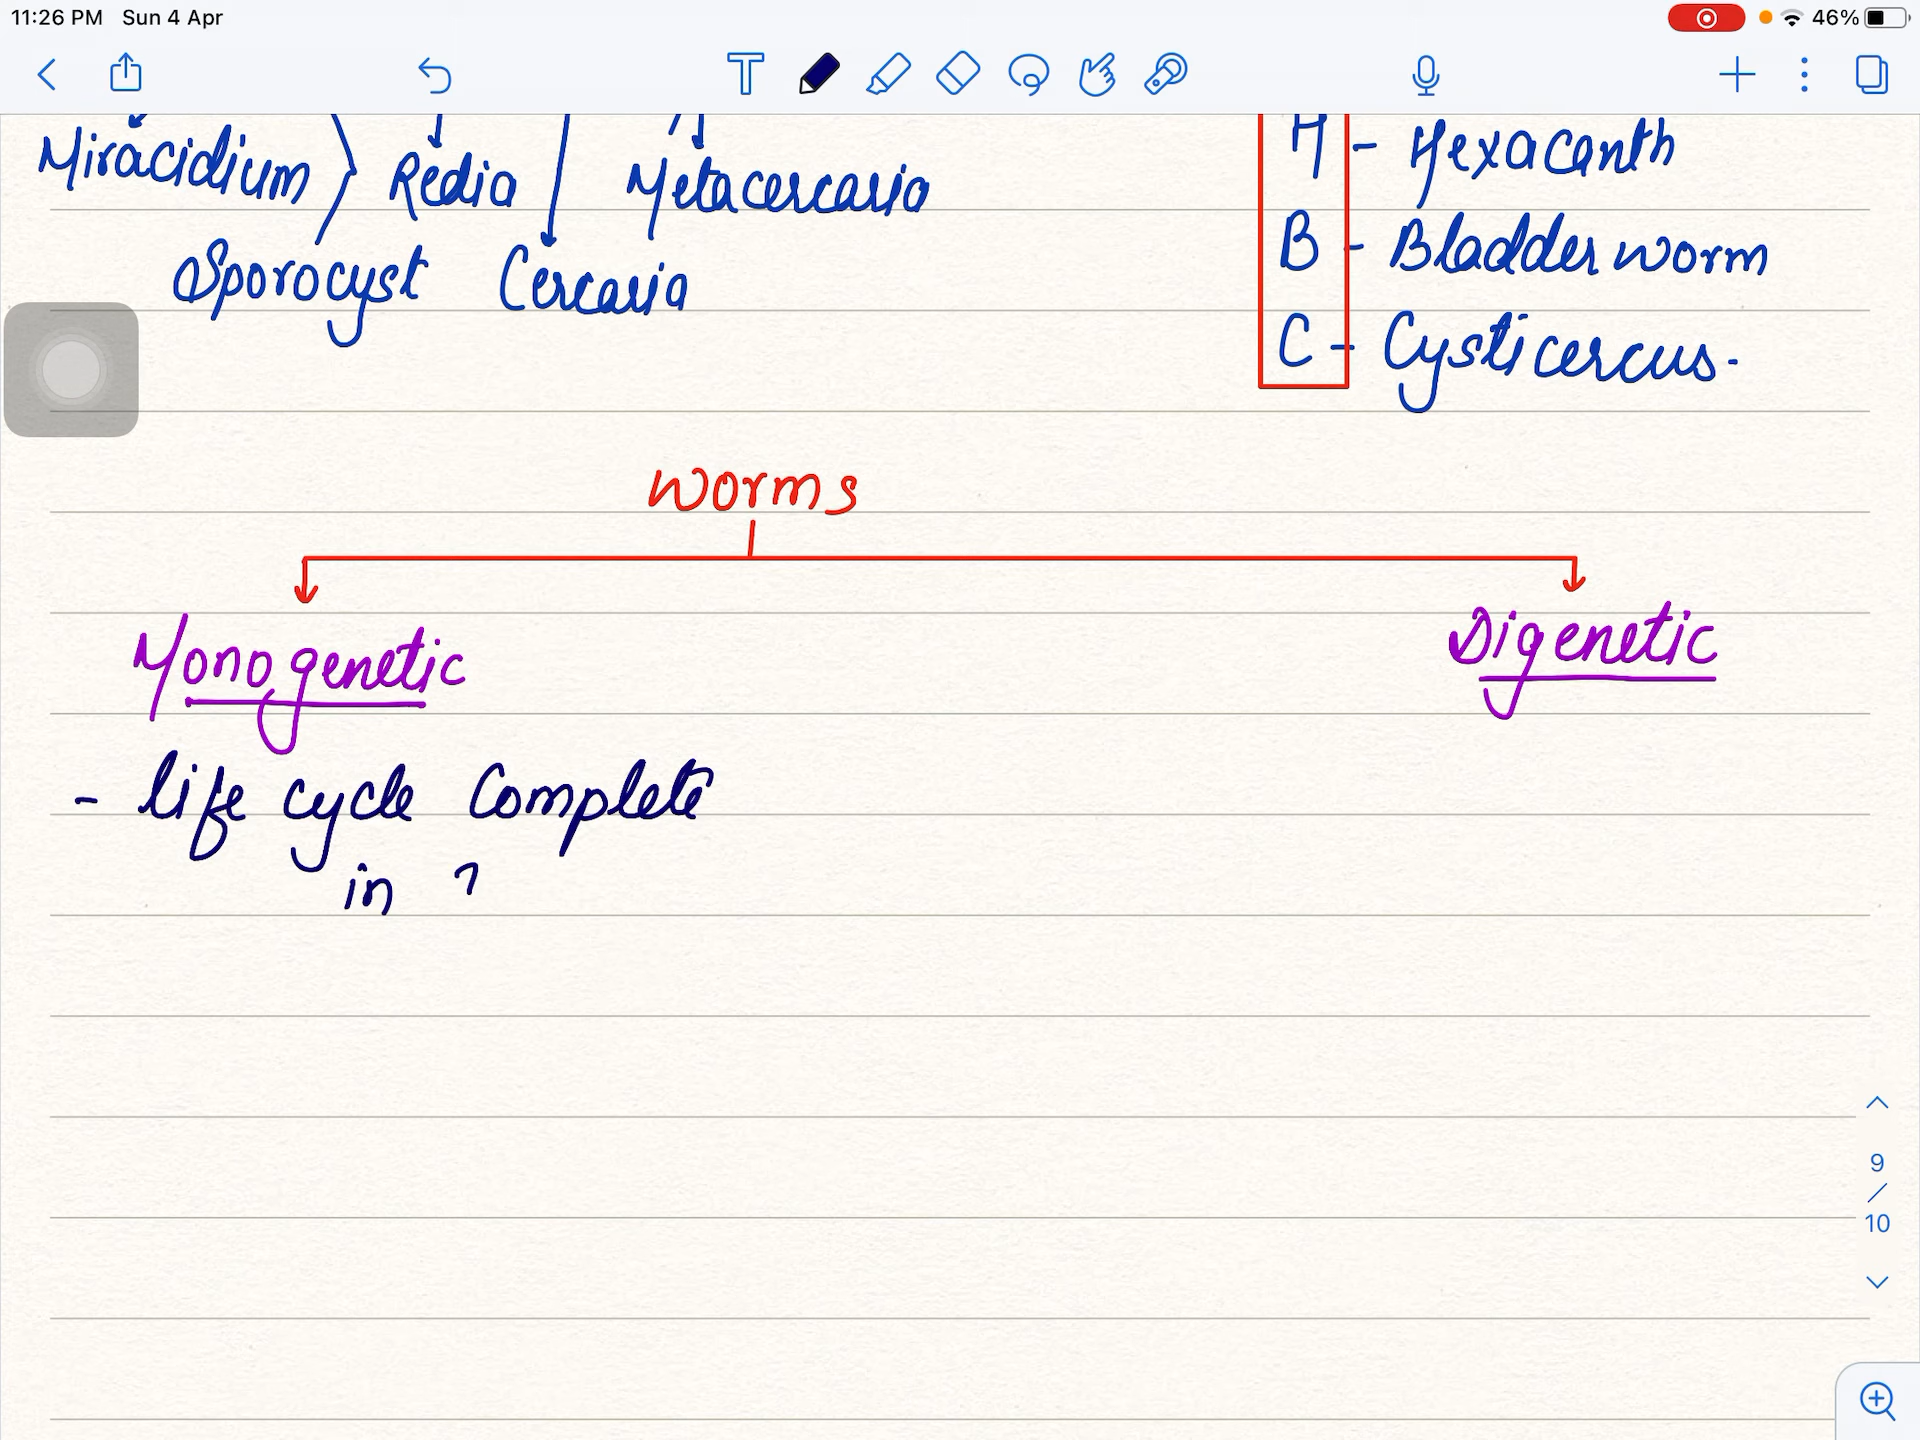 11:26 PM Sun 4 Apr
46%
Miracidium Redia Metacercaria
Sporocyst Cercaria
H - Hexacanth
B - Bladder worm
C - Cysticercus.
Worms
Monogenetic
Digenetic
- life cycle Complete
in
9
/
10